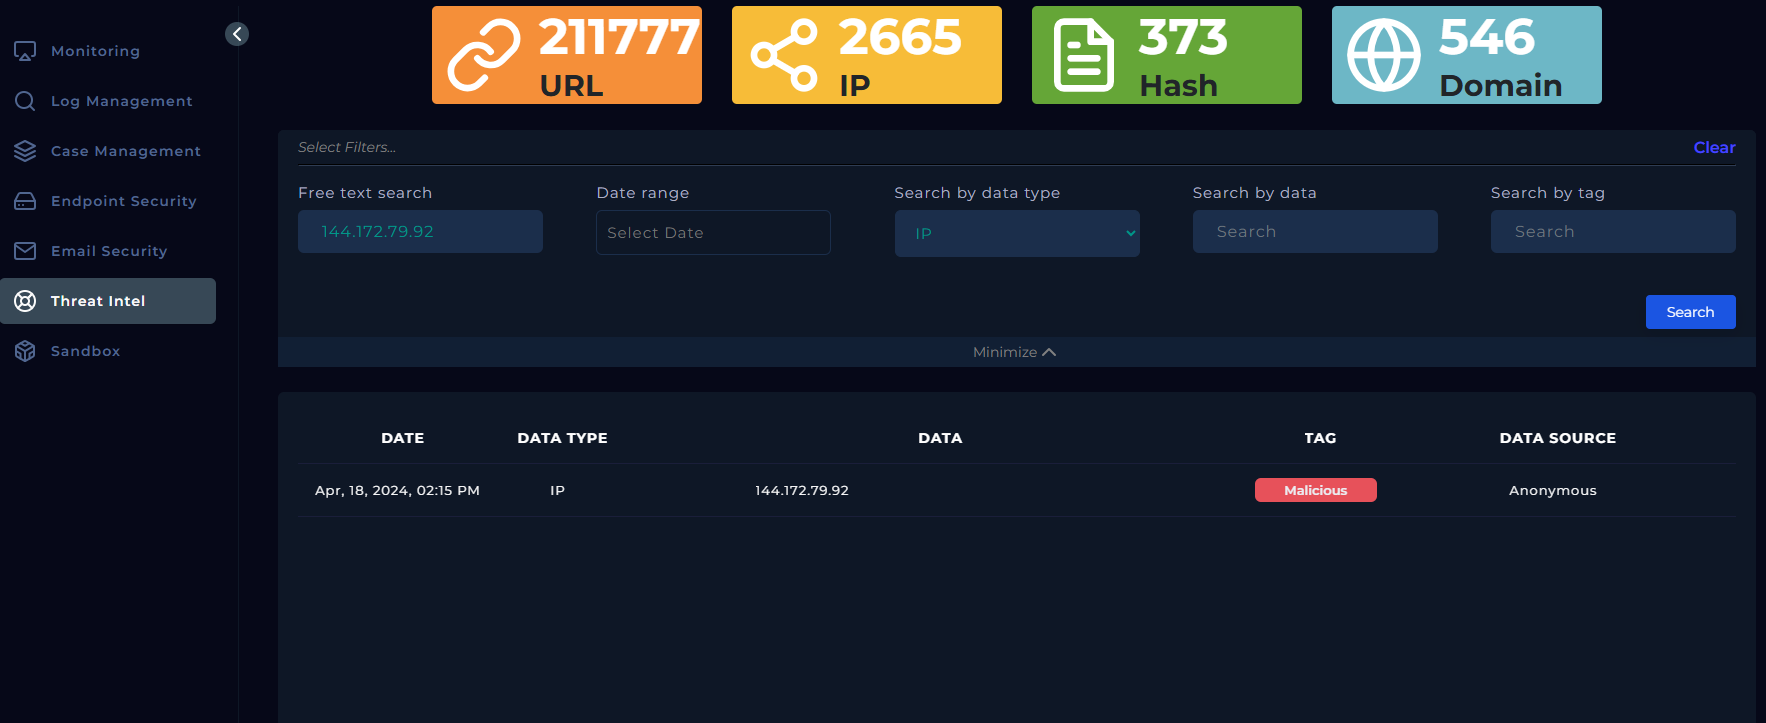 Monitoring
Log Management
Case Management
Endpoint Security
Email Security
Threat Intel
Sandbox
211777
URL
2665
IP
373
Hash
546
Domain
Select Filters...
Clear
Free text search
Date range
Search by data type
Search by data
Search by tag
144.172.79.92
Select Date
IP
Search
Search
Search
Minimize
DATE DATA TYPE DATA TAG DATA SOURCE
Apr, 18, 2024, 02:15 PM IP 144.172.79.92 Malicious Anonymous